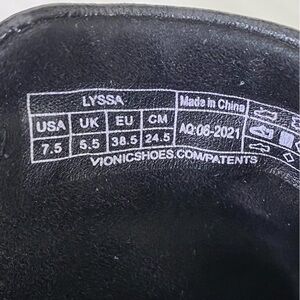 LYSSA Made in China
USA UK EU CM AQ:06-2021
7.5 5.5 38.5 24.5
VIONICSHOES.COM/PATENTS